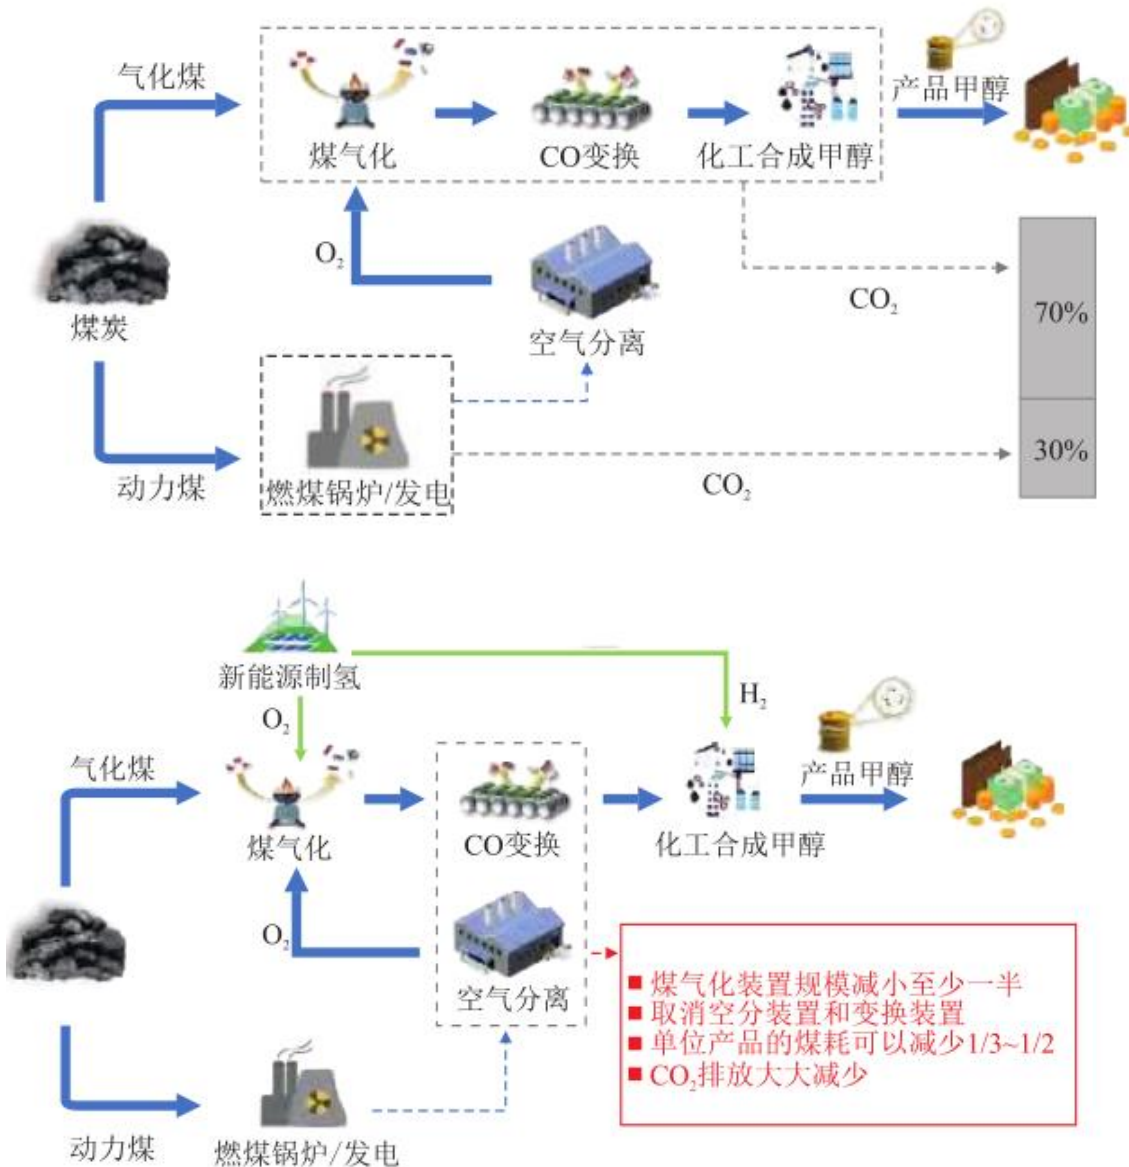 气化煤
煤气化
CO变换
化工合成甲醇
产品甲醇
O₂
空气分离
CO₂
70%
煤炭
动力煤
燃煤锅炉/发电
CO₂
30%
新能源制氢
O₂
H₂
气化煤
煤气化
CO变换
化工合成甲醇
产品甲醇
O₂
空气分离
■ 煤气化装置规模减小至少一半
■ 取消空分装置和变换装置
■ 单位产品的煤耗可以减少1/3~1/2
■ CO₂排放大大减少
动力煤
燃煤锅炉/发电